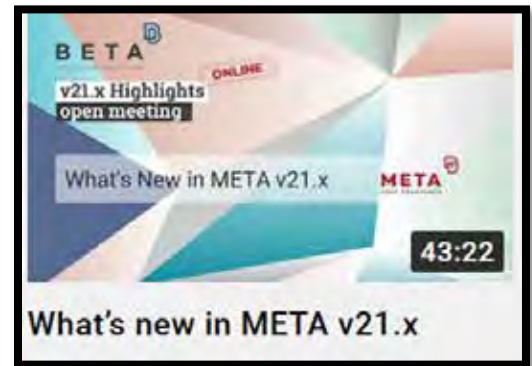 BETA
ONLINE
v21.x Highlights
open meeting
What's New in META v21.x
META
43:22
What's new in META v21.x